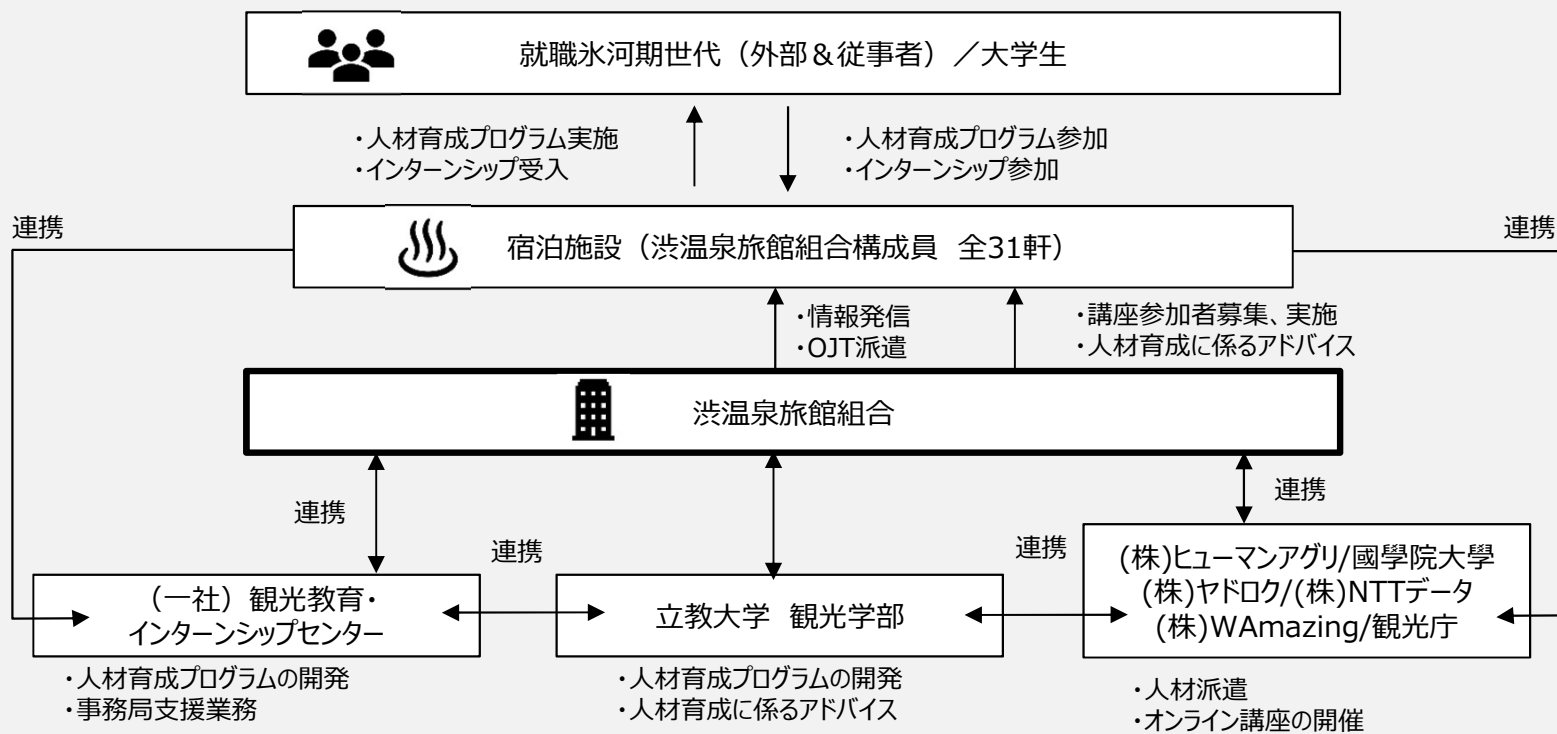 就職氷河期世代（外部＆従事者）／大学生
・人材育成プログラム実施
・インターンシップ受入
・人材育成プログラム参加
・インターンシップ参加
連携
連携
宿泊施設（渋温泉旅館組合構成員 全31軒）
・情報発信
・OJT派遣
・講座参加者募集、実施
・人材育成に係るアドバイス
渋温泉旅館組合
連携
連携
連携
連携
（一社）観光教育・
インターンシップセンター
立教大学 観光学部
(株)ヒューマンアグリ/國學院大學
(株)ヤドロク/(株)NTTデータ
(株)WAmazing/観光庁
・人材育成プログラムの開発
・事務局支援業務
・人材育成プログラムの開発
・人材育成に係るアドバイス
・人材派遣
・オンライン講座の開催